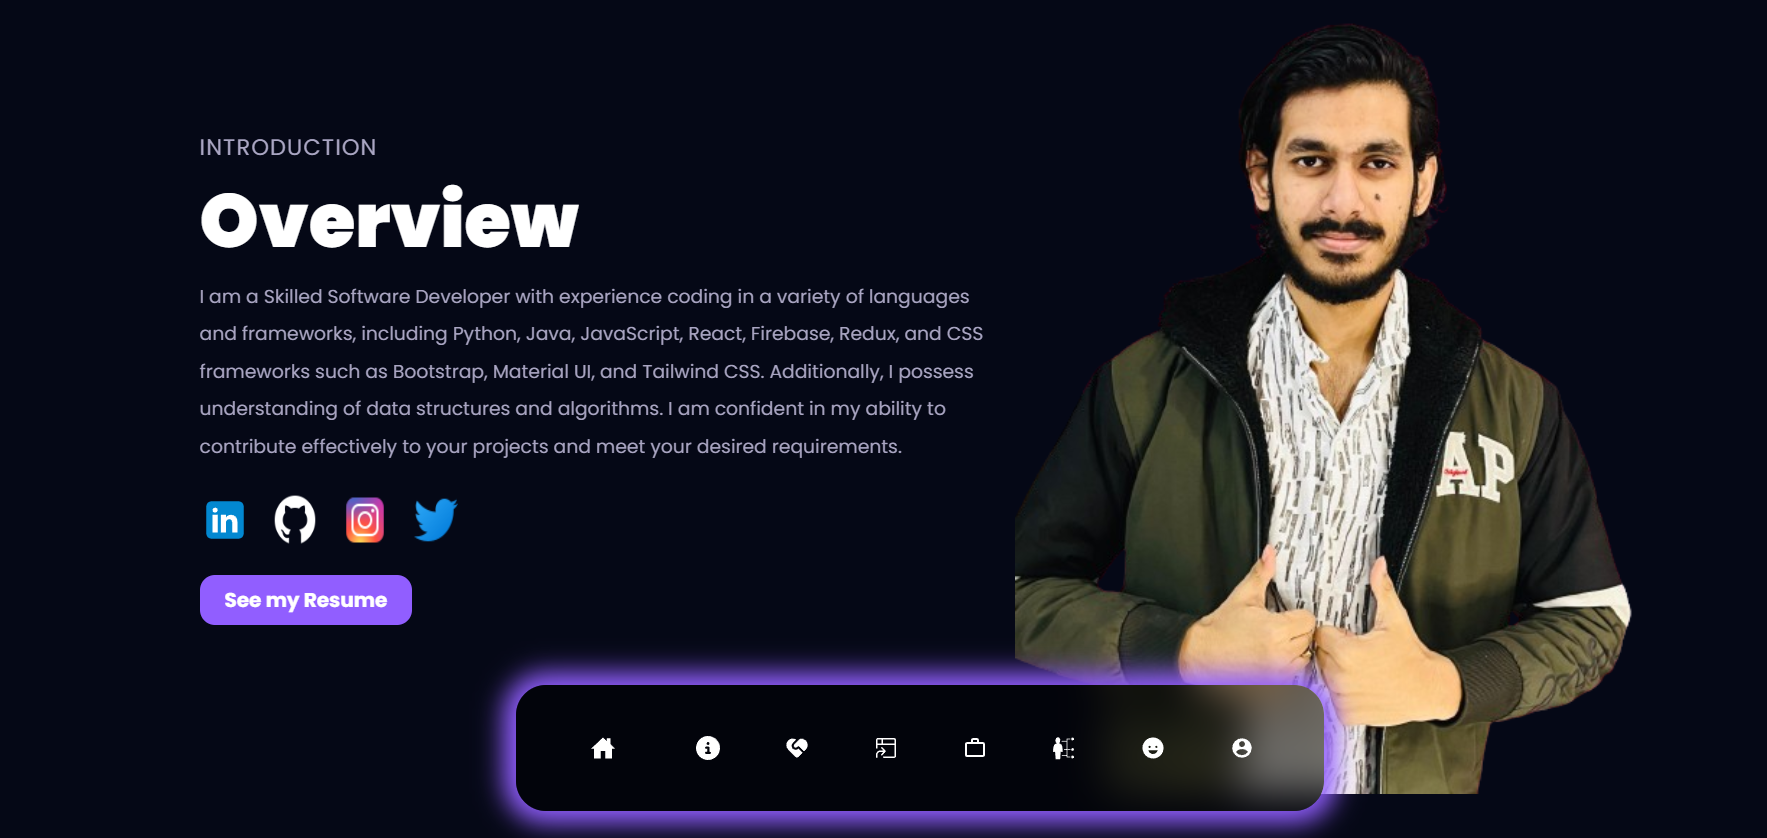 INTRODUCTION
Overview
I am a Skilled Software Developer with experience coding in a variety of languages
and frameworks, including Python, Java, JavaScript, React, Firebase, Redux, and CSS
frameworks such as Bootstrap, Material UI, and Tailwind CSS. Additionally, I possess
understanding of data structures and algorithms. I am confident in my ability to
contribute effectively to your projects and meet your desired requirements.
in
See my Resume
AP